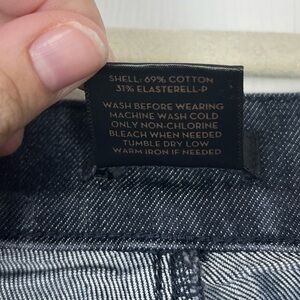 SHELL: 69% COTTON
31% ELASTERELL-P
WASH BEFORE WEARING
MACHINE WASH COLD
ONLY NON-CHLORINE
BLEACH WHEN NEEDED
TUMBLE DRY LOW
WARM IRON IF NEEDED